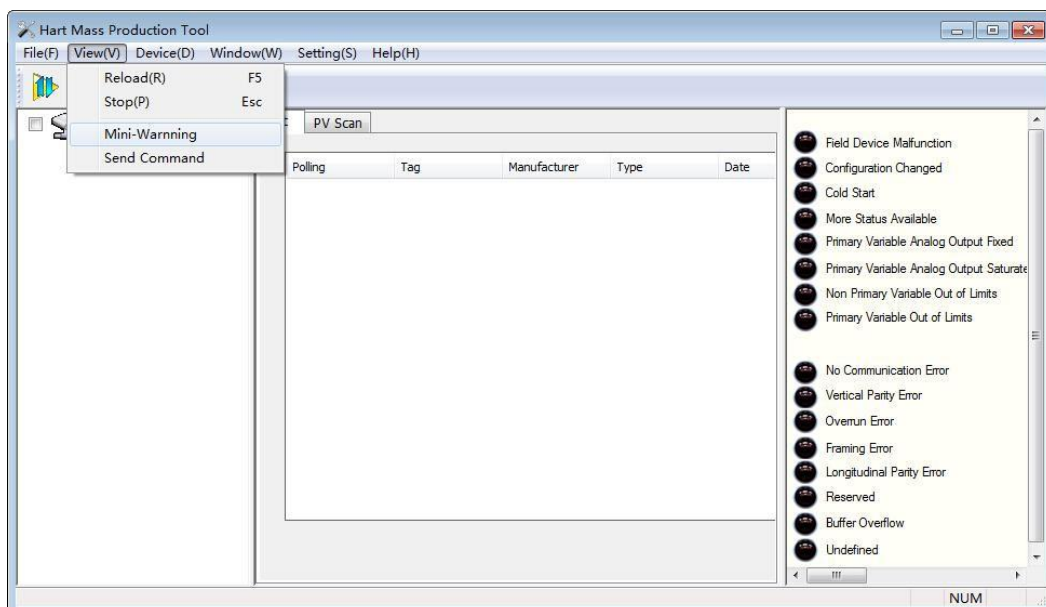 Hart Mass Production Tool
File(F) View(V) Device(D) Window(W) Setting(S) Help(H)
Reload(R) F5
Stop(P) Esc
Mini-Warnning
Send Command
PV Scan
Polling Tag Manufacturer Type Date
Field Device Malfunction
Configuration Changed
Cold Start
More Status Available
Primary Variable Analog Output Fixed
Primary Variable Analog Output Saturate
Non Primary Variable Out of Limits
Primary Variable Out of Limits
No Communication Error
Vertical Parity Error
Overrun Error
Framing Error
Longitudinal Parity Error
Reserved
Buffer Overflow
Undefined
NUM